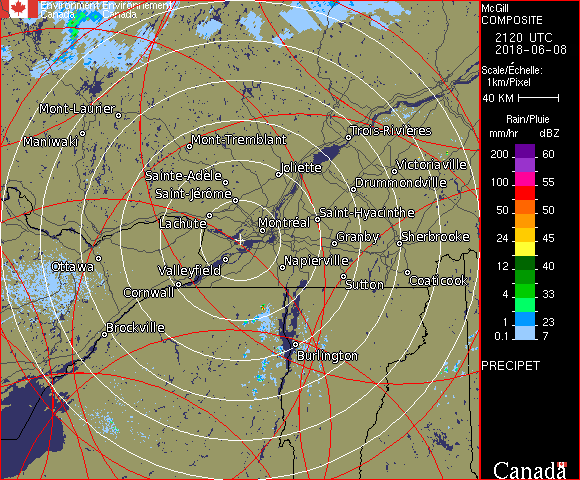 Environment Environnement
Canada Canada
McGill
COMPOSITE
2120 UTC
2018-06-08
Scale/Échelle:
1km/Pixel
40 KM
Rain/Pluie
mm/hr dBZ
200 60
100 55
50 50
24 45
12 40
4 33
1 23
0.1 7
PRECIPET
Canada
Mont-Laurier
Maniwaki
Mont-Tremblant
Trois-Rivières
Joliette
Victoriaville
Sainte-Adèle
Drummondville
Saint-Jérôme
Saint-Hyacinthe
Lachute
Montréal
Granby
Sherbrooke
Ottawa
Valleyfield
Napierville
Coaticook
Cornwall
Sutton
Brockville
Burlington